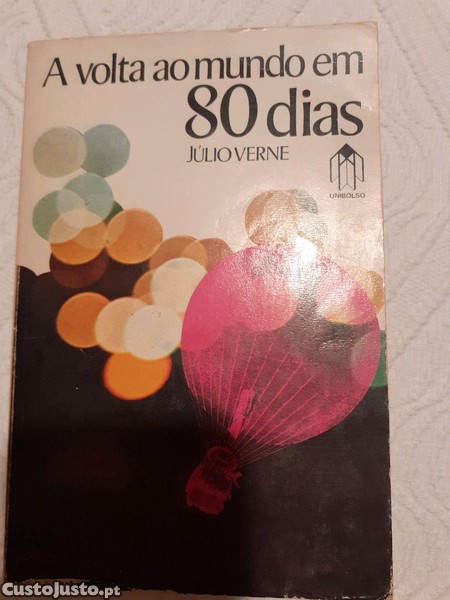 A volta ao mundo em
80 dias
JÚLIO VERNE
UNIBOLSO
CustoJusto.pt